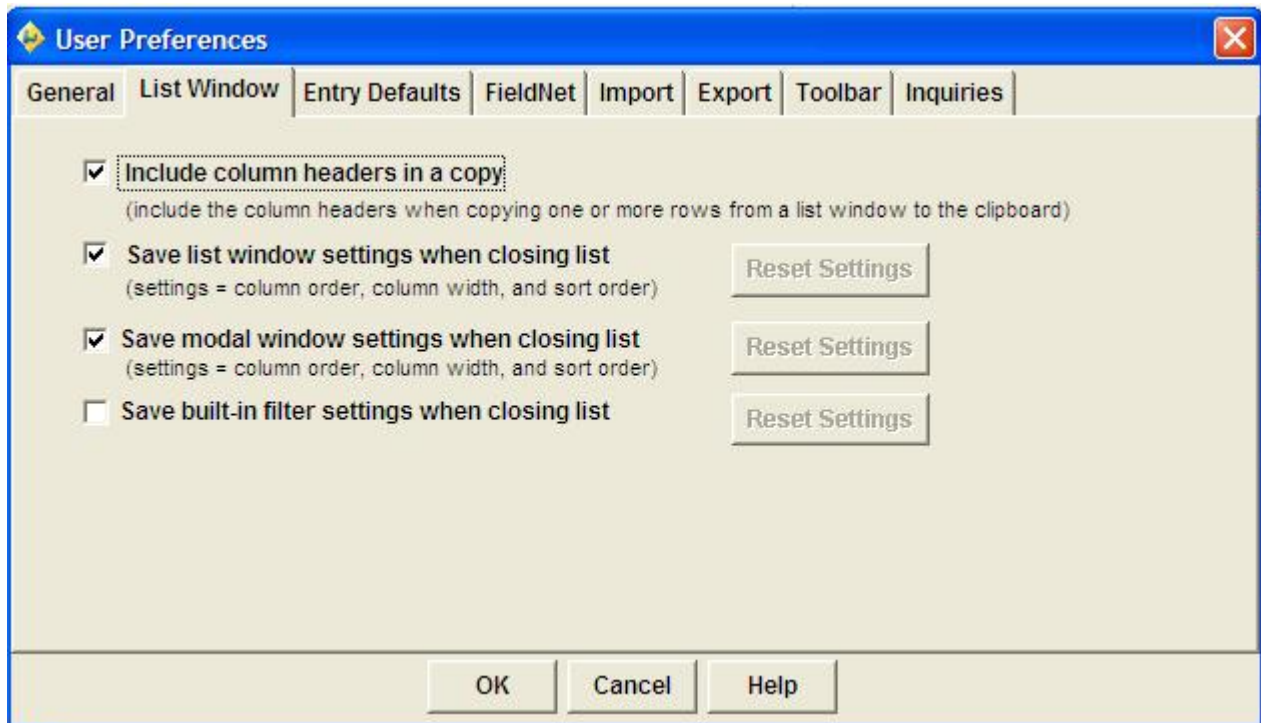 User Preferences
General List Window Entry Defaults FieldNet Import Export Toolbar Inquiries
Include column headers in a copy
(include the column headers when copying one or more rows from a list window to the clipboard)
Save list window settings when closing list Reset Settings
(settings = column order, column width, and sort order)
Save modal window settings when closing list Reset Settings
(settings = column order, column width, and sort order)
Save built-in filter settings when closing list Reset Settings
OK Cancel Help